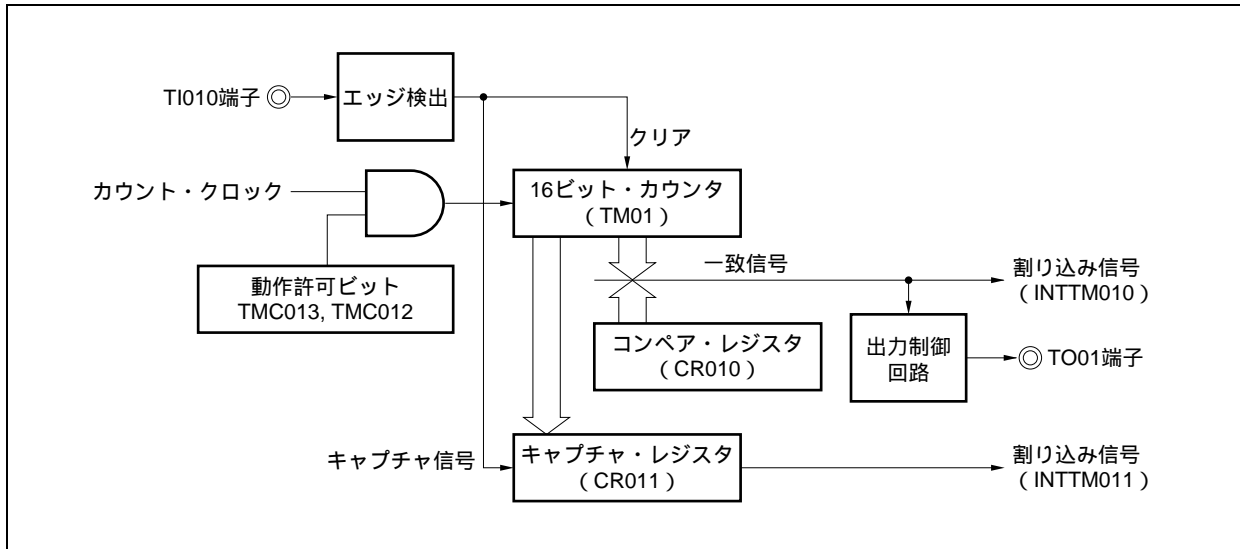 TI010端子
エッジ検出
クリア
カウント・クロック
16ビット・カウンタ
(TM01)
動作許可ビット
TMC013, TMC012
一致信号
割り込み信号
(INTTM010)
コンペア・レジスタ
(CR010)
出力制御
回路
TO01端子
キャプチャ信号
キャプチャ・レジスタ
(CR011)
割り込み信号
(INTTM011)